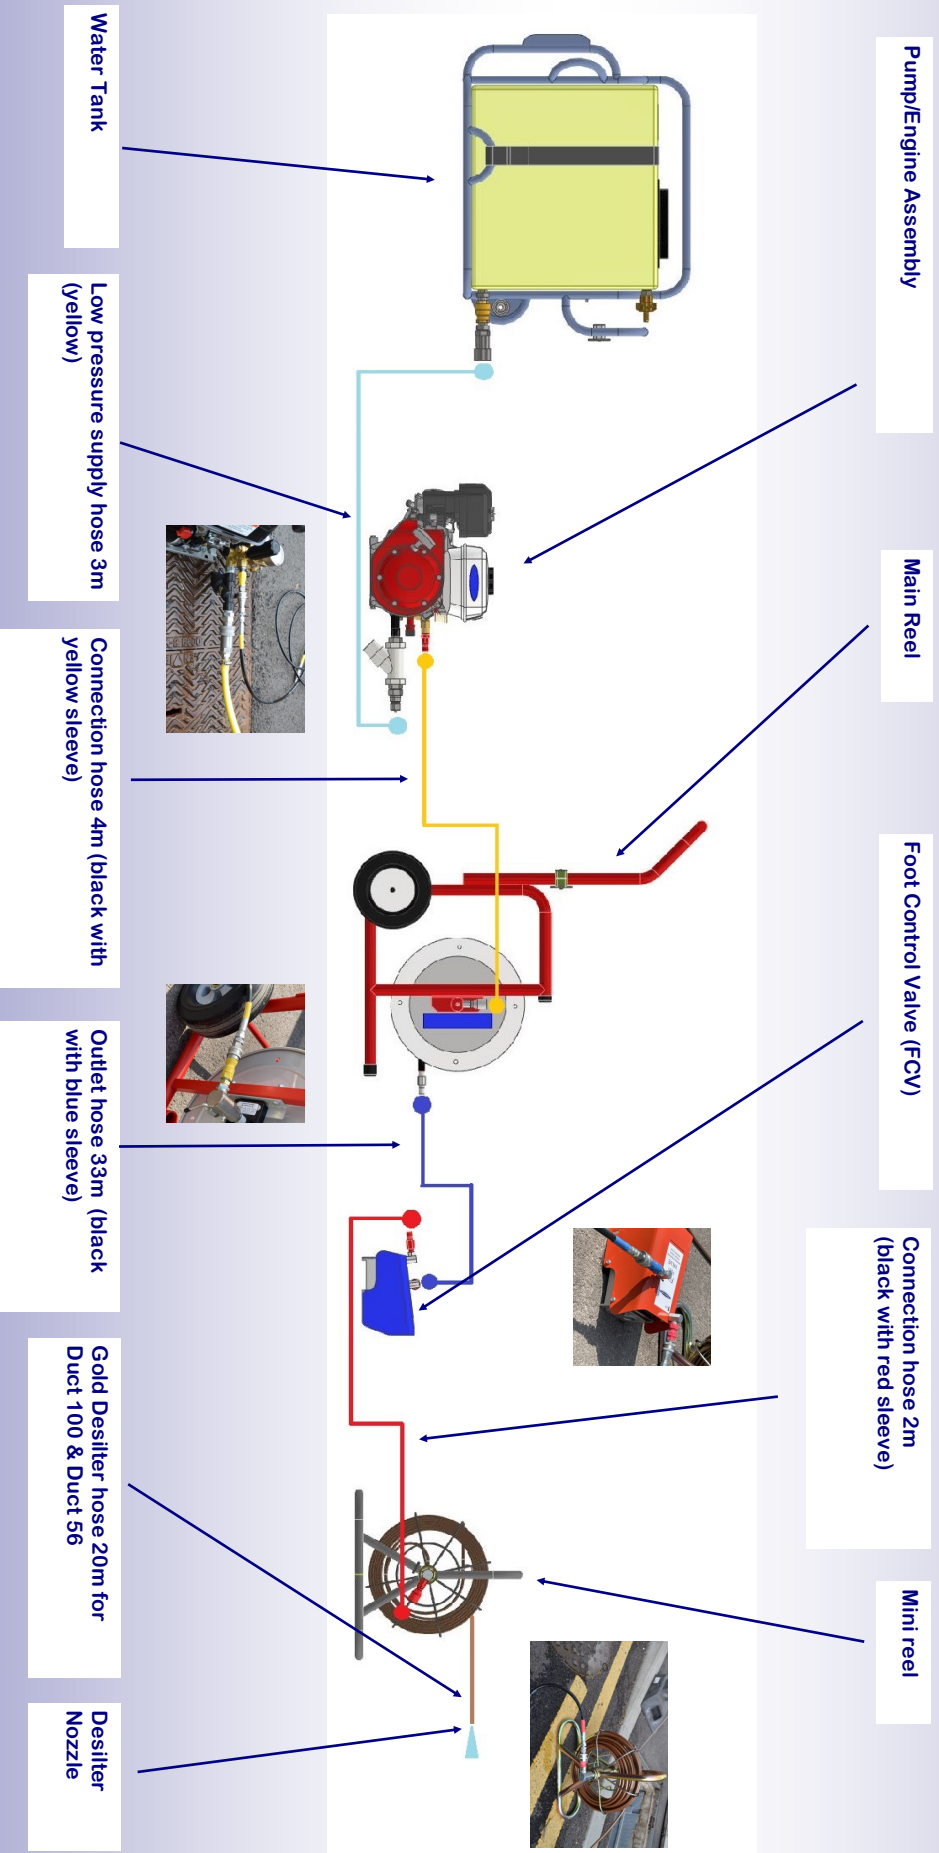 Pump/Engine Assembly
Main Reel
Foot Control Valve (FCV)
Connection hose 2m
(black with red sleeve)
Mini reel
Water Tank
Low pressure supply hose 3m
(yellow)
Connection hose 4m (black with
yellow sleeve)
Outlet hose 33m (black
with blue sleeve)
Gold Desilter hose 20m for
Duct 100 & Duct 56
Desilter
Nozzle